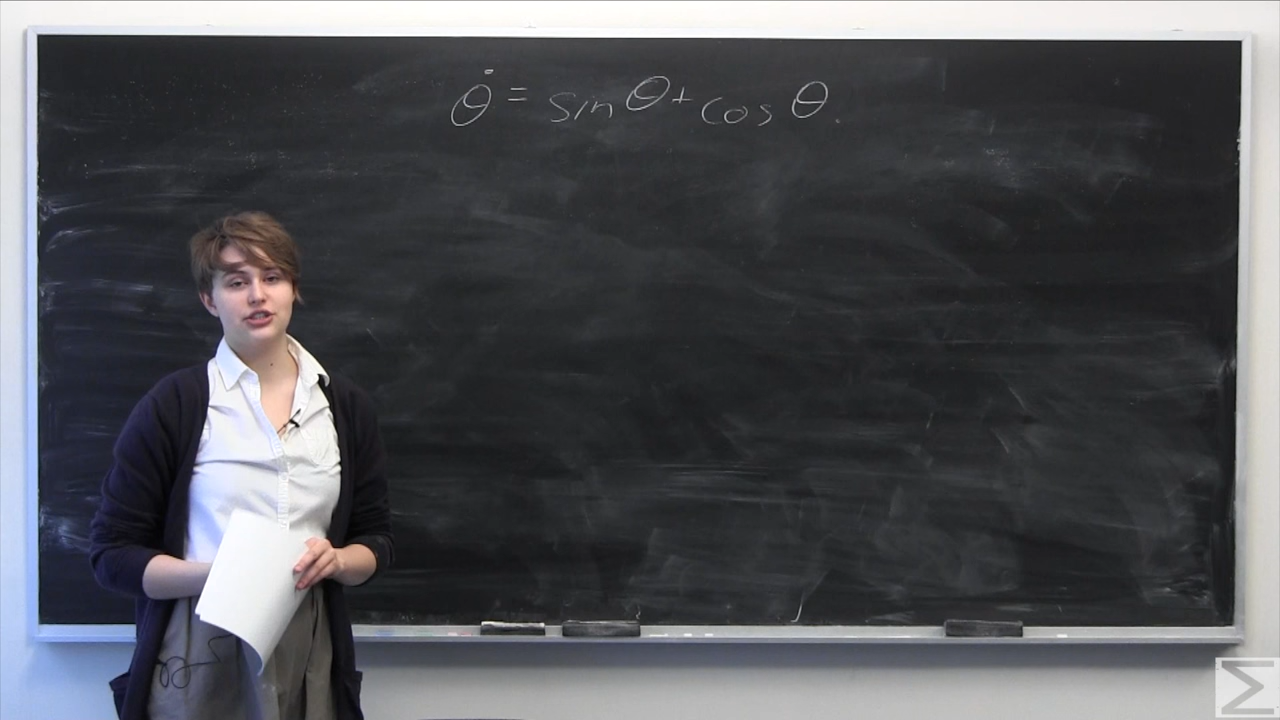 θ̇ = sin θ + cos θ.